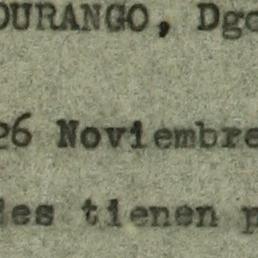 DURANGO, Dgo
26 Noviembre
des tienen p